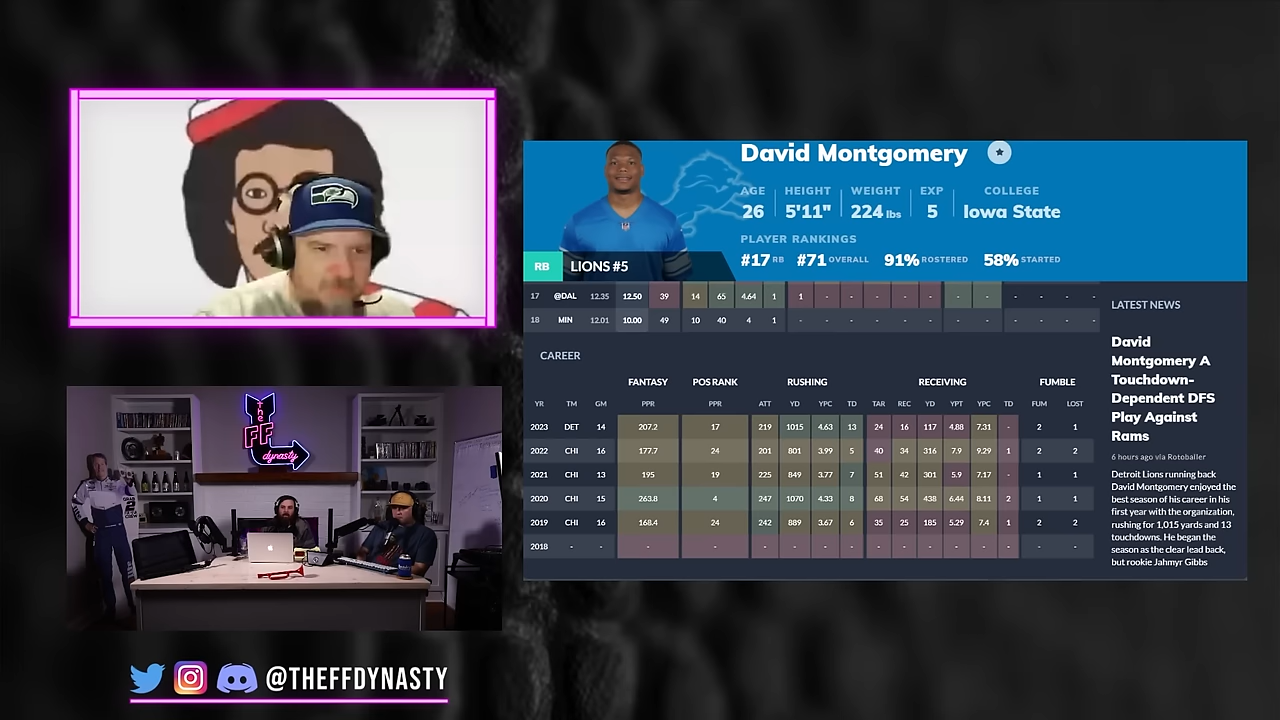 David Montgomery
AGE HEIGHT WEIGHT EXP COLLEGE
26 5'11" 224 lbs 5 Iowa State
PLAYER RANKINGS
#17 RB #71 OVERALL 91% ROSTERED 58% STARTED
RB LIONS #5
17 @DAL 12.35 12.50 39 14 65 4.64 1 1 - - - - - - - - - - -
18 MIN 12.01 10.00 49 10 40 4 1 - - - - - - - - - - - -
CAREER
FANTASY POS RANK RUSHING RECEIVING FUMBLE
YR TM GM PPR PPR ATT YD YPC TD TAR REC YD YPT YPC TD FUM LOST
2023 DET 14 207.2 17 219 1015 4.63 13 24 16 117 4.88 7.31 - 2 1
2022 CHI 16 177.7 24 201 801 3.99 5 40 34 316 7.9 9.29 1 2 2
2021 CHI 13 195 19 225 849 3.77 7 51 42 301 5.9 7.17 - 1 1
2020 CHI 15 263.8 4 247 1070 4.33 8 68 54 438 6.44 8.11 2 1 1
2019 CHI 16 168.4 24 242 889 3.67 6 35 25 185 5.29 7.4 1 2 2
2018 - - - - - - - - - - - - - - - -
LATEST NEWS
David
Montgomery A
Touchdown-
Dependent DFS
Play Against
Rams
6 hours ago via Rotoballer
Detroit Lions running back
David Montgomery enjoyed the
best season of his career in his
first year with the organization,
rushing for 1,015 yards and 13
touchdowns. He began the
season as the clear lead back,
but rookie Jahmyr Gibbs
The
FF
dynasty
@THEFFDYNASTY